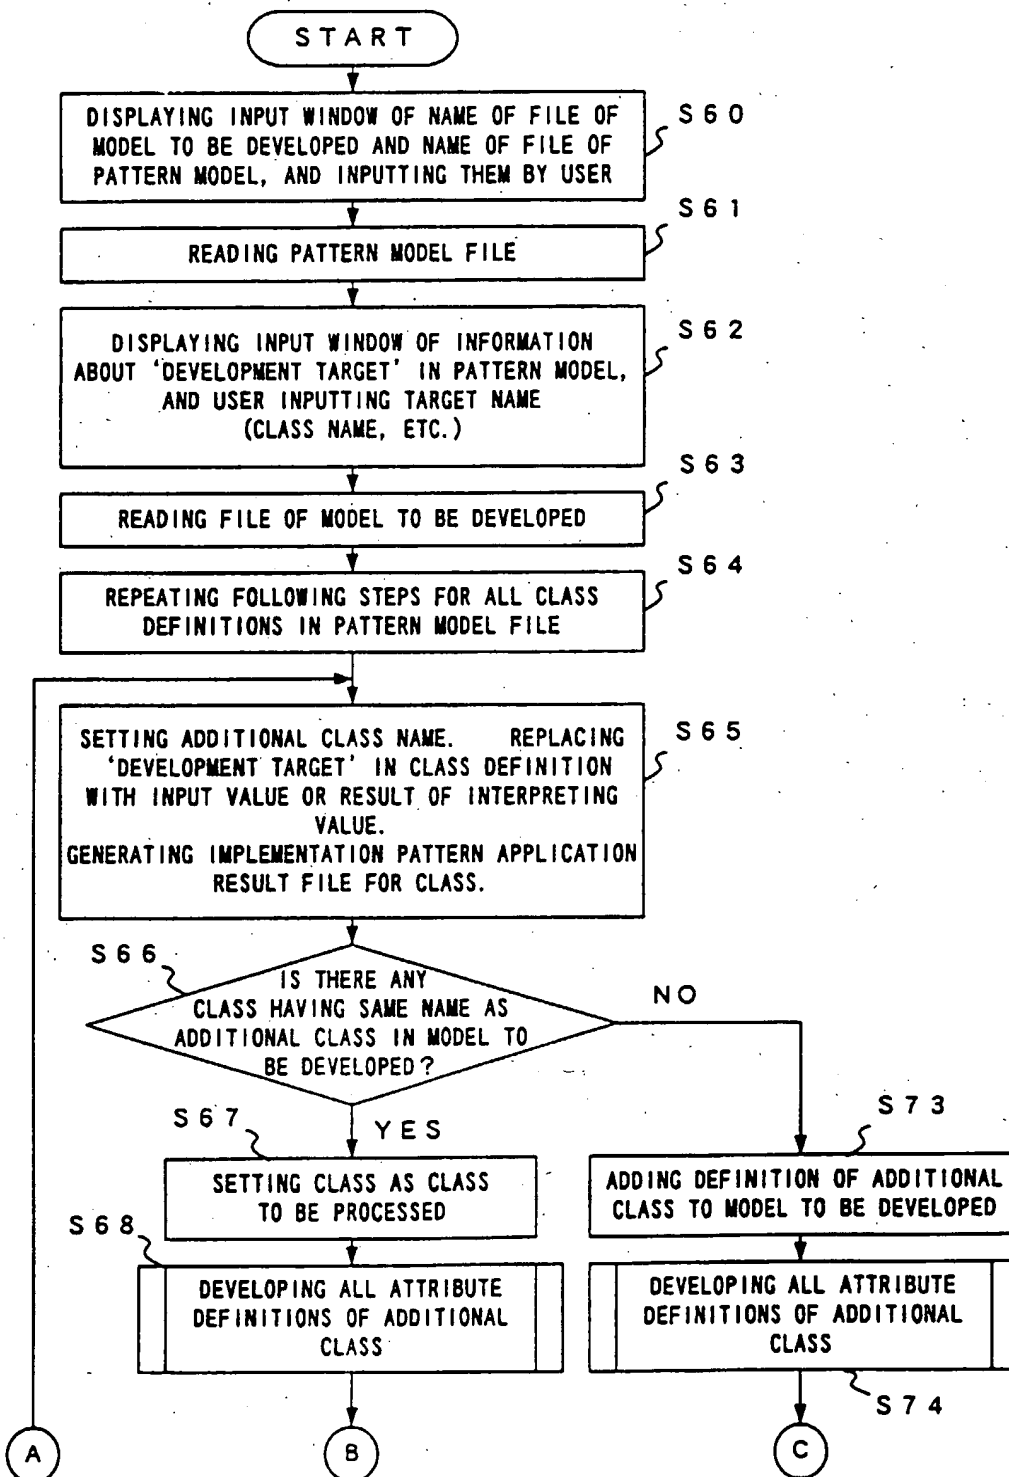 START
S60
DISPLAYING INPUT WINDOW OF NAME OF FILE OF
MODEL TO BE DEVELOPED AND NAME OF FILE OF
PATTERN MODEL, AND INPUTTING THEM BY USER
S61
READING PATTERN MODEL FILE
S62
DISPLAYING INPUT WINDOW OF INFORMATION
ABOUT 'DEVELOPMENT TARGET' IN PATTERN MODEL,
AND USER INPUTTING TARGET NAME
(CLASS NAME, ETC.)
S63
READING FILE OF MODEL TO BE DEVELOPED
S64
REPEATING FOLLOWING STEPS FOR ALL CLASS
DEFINITIONS IN PATTERN MODEL FILE
S65
SETTING ADDITIONAL CLASS NAME. REPLACING
'DEVELOPMENT TARGET' IN CLASS DEFINITION
WITH INPUT VALUE OR RESULT OF INTERPRETING
VALUE.
GENERATING IMPLEMENTATION PATTERN APPLICATION
RESULT FILE FOR CLASS.
S66
IS THERE ANY
CLASS HAVING SAME NAME AS
ADDITIONAL CLASS IN MODEL TO
BE DEVELOPED?
NO
YES
S67
SETTING CLASS AS CLASS
TO BE PROCESSED
S73
ADDING DEFINITION OF ADDITIONAL
CLASS TO MODEL TO BE DEVELOPED
S68
DEVELOPING ALL ATTRIBUTE
DEFINITIONS OF ADDITIONAL
CLASS
DEVELOPING ALL ATTRIBUTE
DEFINITIONS OF ADDITIONAL
CLASS
S74
A
B
C